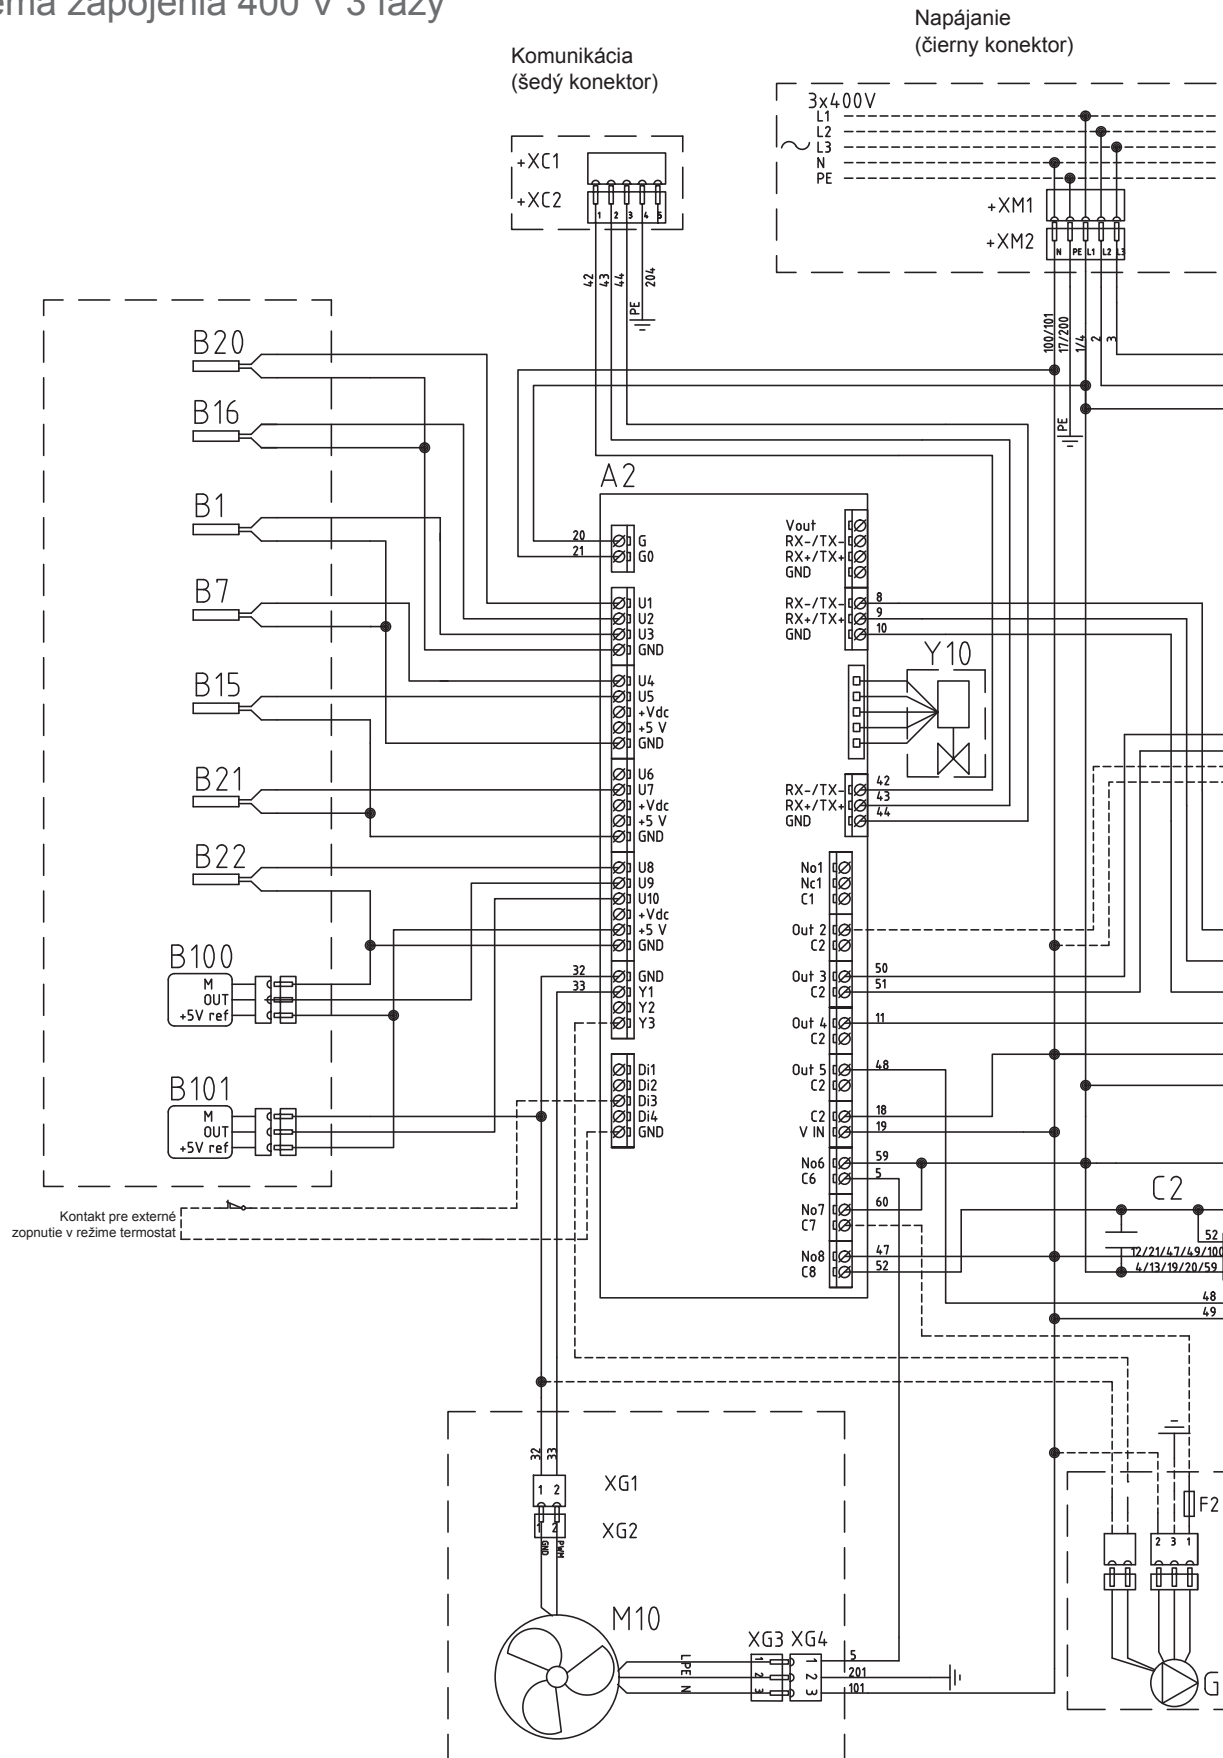 ema zapojenia 400 V 3 fázy
Napájanie
(čierny konektor)
Komunikácia
(šedý konektor)
3x400V
L1
L2
L3
N
PE
+XC1
+XC2
1 2 3 4 5
+XM1
+XM2
N PE L1 L2 L3
42 43 44 PE 204
100/101 17/200 1/4 2 3
PE
B20
B16
B1
B7
B15
B21
B22
B100
M
OUT
+5V ref
B101
M
OUT
+5V ref
Kontakt pre externé
zopnutie v režime termostat
A2
20 G
21 G0
U1
U2
U3
GND
U4
U5
+Vdc
+5 V
GND
U6
U7
+Vdc
+5 V
GND
U8
U9
U10
+Vdc
+5 V
GND
32 GND
33 Y1
Y2
Y3
Di1
Di2
Di3
Di4
GND
Vout
RX-/TX-
RX+/TX+
GND
RX-/TX- 8
RX+/TX+ 9
GND 10
Y10
RX-/TX- 42
RX+/TX+ 43
GND 44
No1
Nc1
C1
Out 2
C2
Out 3 50
C2 51
Out 4 11
C2
Out 5 48
C2
C2 18
V IN 19
No6 59
C6 5
No7 60
C7
No8 47
C8 52
C2
52
12/21/47/49/100
4/13/19/20/59
48
49
32 33
1 2
XG1
1 2
XG2
GND PWM
M10
L PE N
XG3 XG4
1 1 5
2 2 201
3 3 101
F2
2 3 1
G